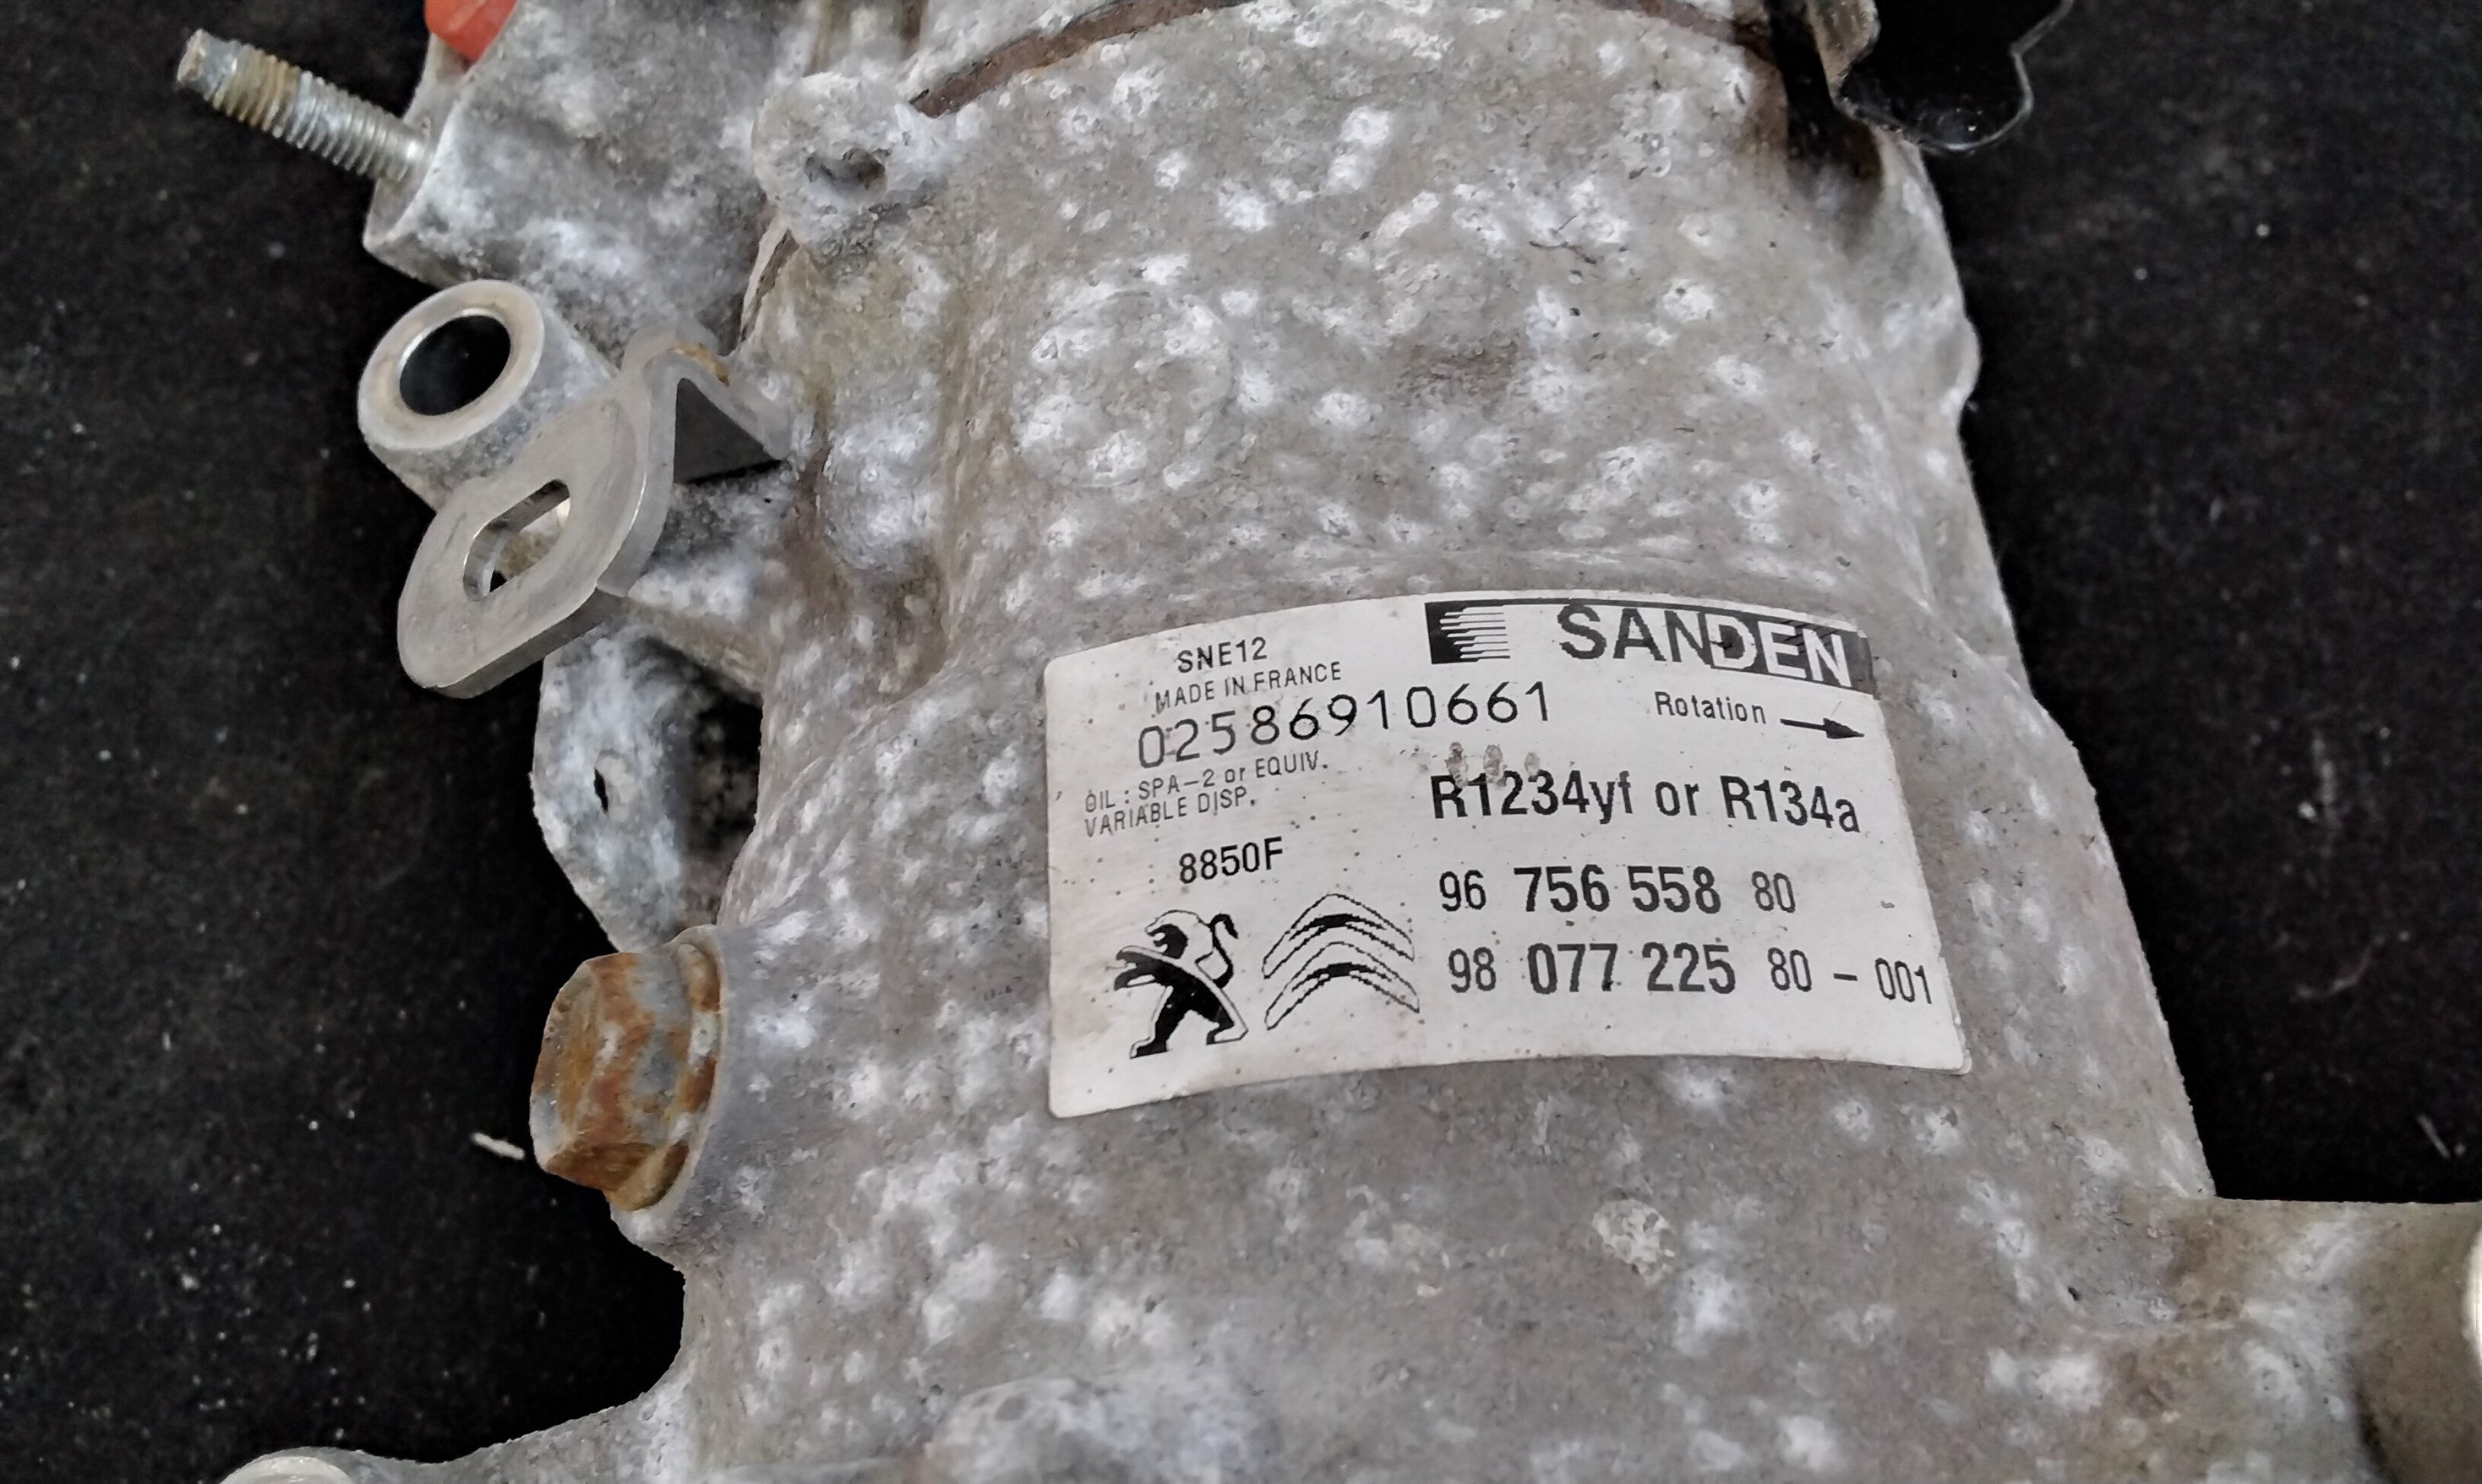 SANDEN
SNE12
MADE IN FRANCE
02586910661
Rotation
OIL : SPA-2 or EQUIV.
VARIABLE DISP.
R1234yf or R134a
8850F
96 756 558 80
98 077 225 80 - 001